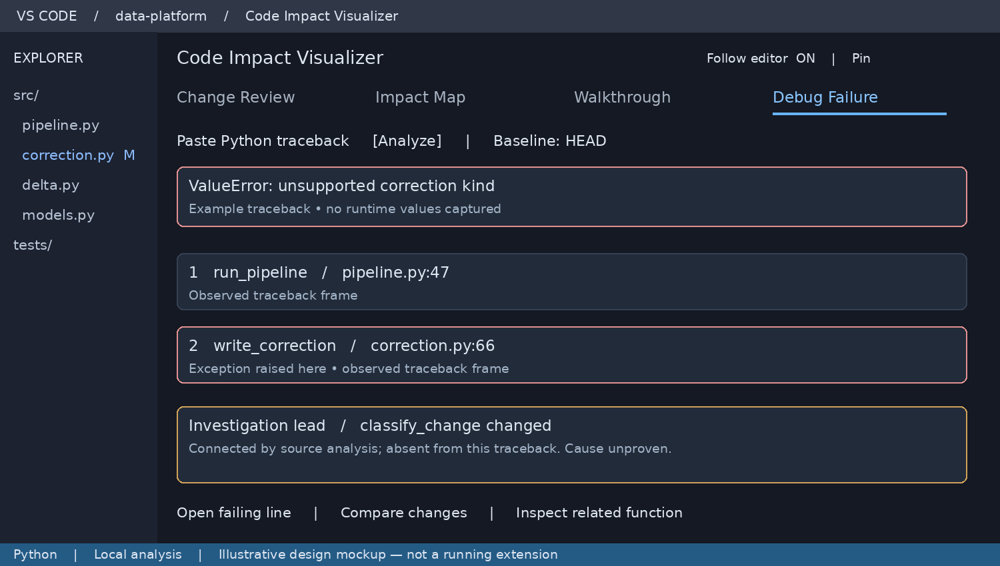 VS CODE / data-platform / Code Impact Visualizer
EXPLORER
src/
pipeline.py
correction.py M
delta.py
models.py
tests/
Code Impact Visualizer
Follow editor ON | Pin
Change Review Impact Map Walkthrough Debug Failure
Paste Python traceback [Analyze] | Baseline: HEAD
ValueError: unsupported correction kind
Example traceback • no runtime values captured
1 run_pipeline / pipeline.py:47
Observed traceback frame
2 write_correction / correction.py:66
Exception raised here • observed traceback frame
Investigation lead / classify_change changed
Connected by source analysis; absent from this traceback. Cause unproven.
Open failing line | Compare changes | Inspect related function
Python | Local analysis | Illustrative design mockup — not a running extension